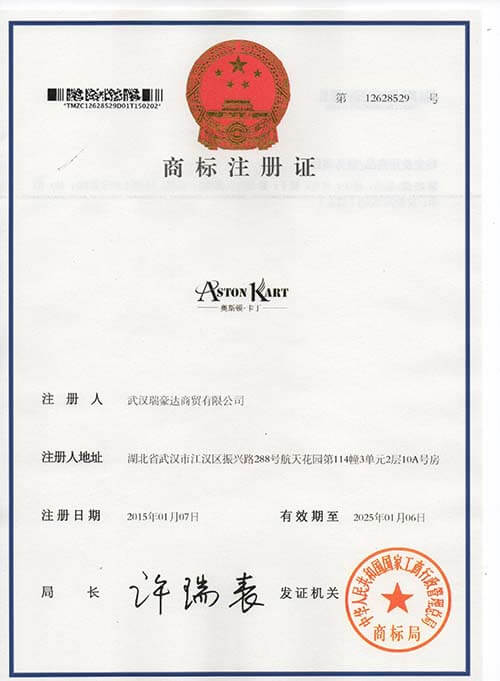 *TMZC12628529D01T150202*
第 12628529 号
商标注册证
ASTON KART
奥斯顿·卡丁
注册人 武汉瑞豪达商贸有限公司
注册人地址 湖北省武汉市江汉区振兴路288号航天花园第114幢3单元2层10A号房
注册日期 2015年01月07日 有效期至 2025年01月06日
局长 许瑞表 发证机关
中华人民共和国国家工商行政管理总局
商标局